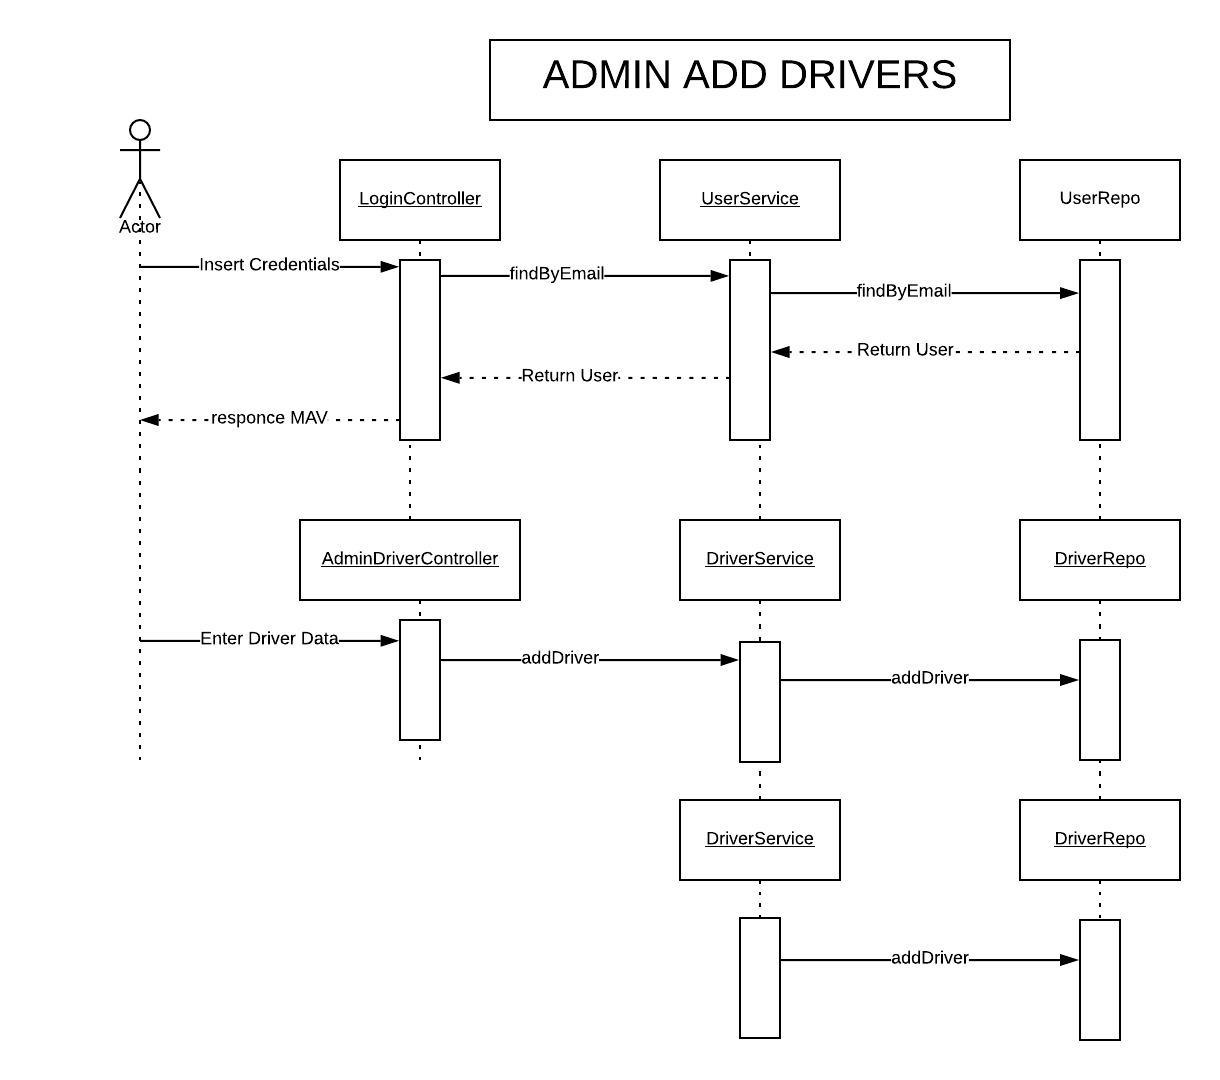 ADMIN ADD DRIVERS
Actor
LoginController
UserService
UserRepo
Insert Credentials
findByEmail
findByEmail
Return User
Return User
responce MAV
AdminDriverController
DriverService
DriverRepo
Enter Driver Data
addDriver
addDriver
DriverService
DriverRepo
addDriver